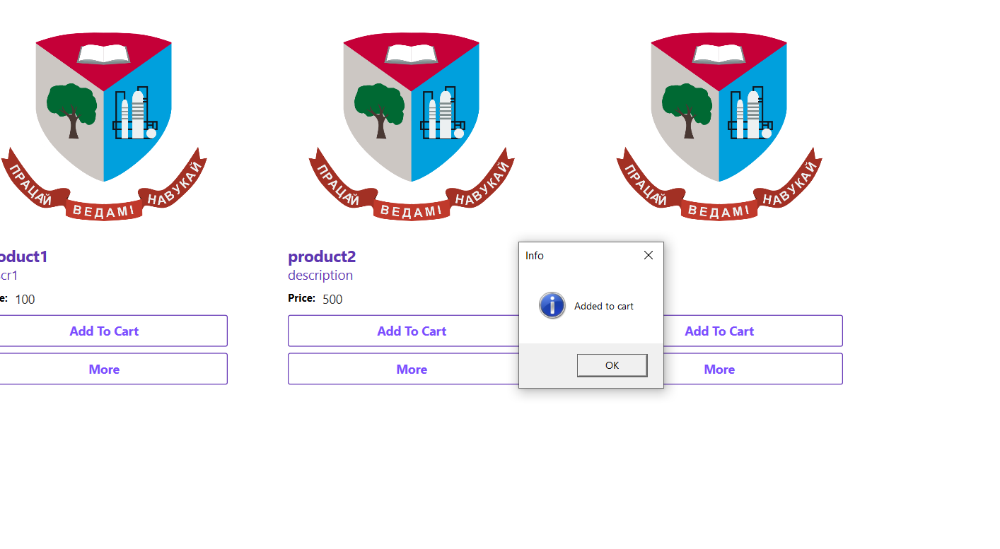 ПРАЦАЙ ВЕДАМІ НАВУКАЙ
ПРАЦАЙ ВЕДАМІ НАВУКАЙ
ПРАЦАЙ ВЕДАМІ НАВУКАЙ
oduct1
cr1
e: 100
Add To Cart
More
product2
description
Price: 500
Add To Cart
More
Info
Added to cart
OK
Add To Cart
More